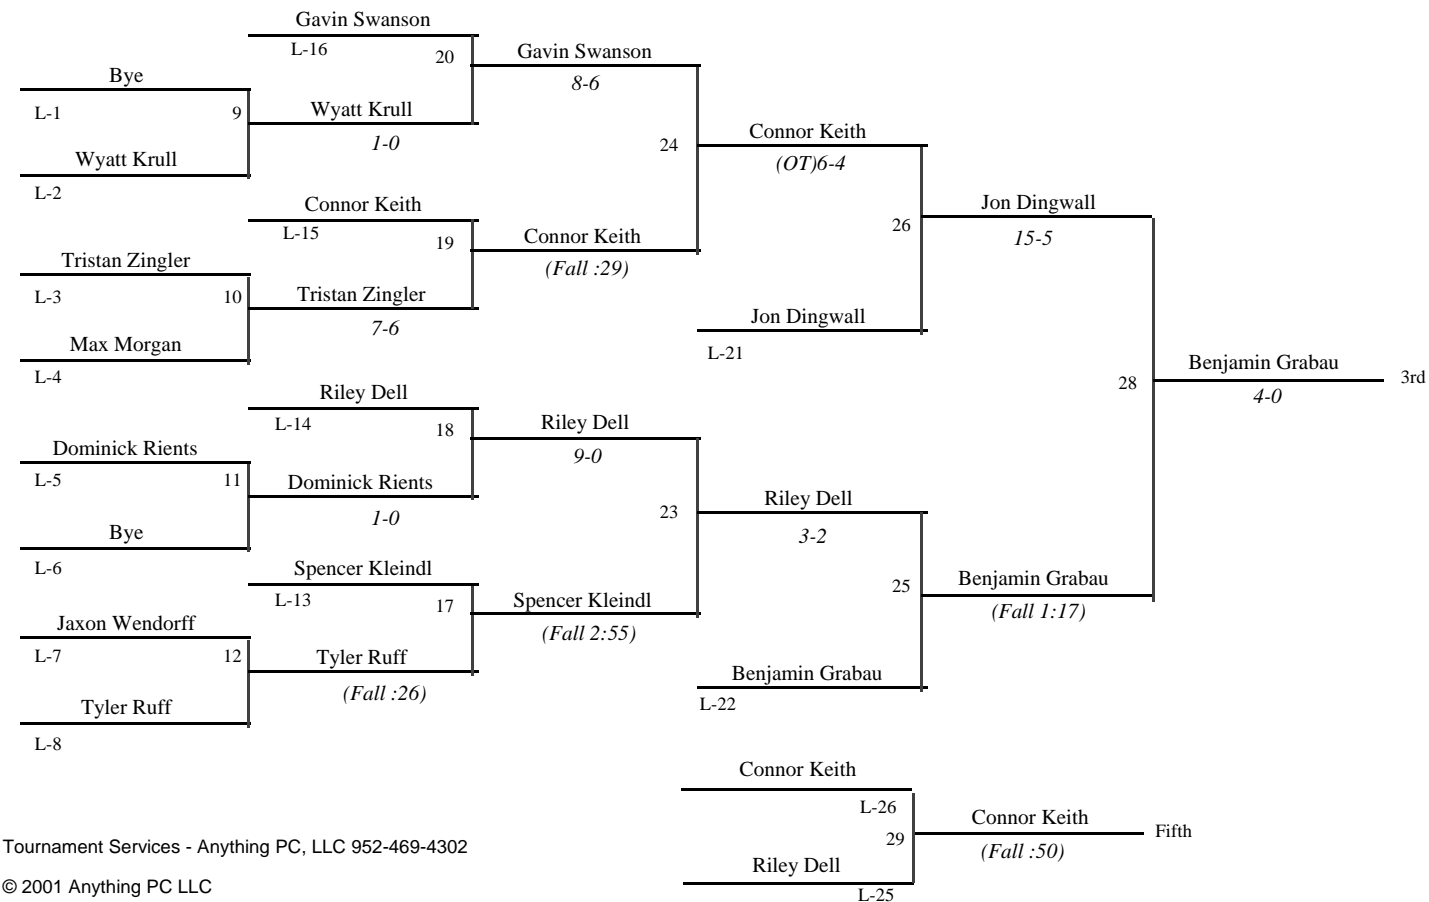 Gavin Swanson
L-16
20
Gavin Swanson
8-6
Bye
L-1
9
Wyatt Krull
1-0
Wyatt Krull
L-2
24
Connor Keith
(OT)6-4
Connor Keith
L-15
19
Connor Keith
(Fall :29)
Tristan Zingler
L-3
10
Tristan Zingler
7-6
Max Morgan
L-4
26
Jon Dingwall
15-5
Jon Dingwall
L-21
28
Benjamin Grabau
4-0
3rd
Riley Dell
L-14
18
Riley Dell
9-0
Dominick Rients
L-5
11
Dominick Rients
1-0
Bye
L-6
23
Riley Dell
3-2
Spencer Kleindl
L-13
17
Spencer Kleindl
(Fall 2:55)
Jaxon Wendorff
L-7
12
Tyler Ruff
(Fall :26)
Tyler Ruff
L-8
25
Benjamin Grabau
(Fall 1:17)
Benjamin Grabau
L-22
Connor Keith
L-26
29
Connor Keith
(Fall :50)
Fifth
Riley Dell
L-25
Tournament Services - Anything PC, LLC 952-469-4302
© 2001 Anything PC LLC